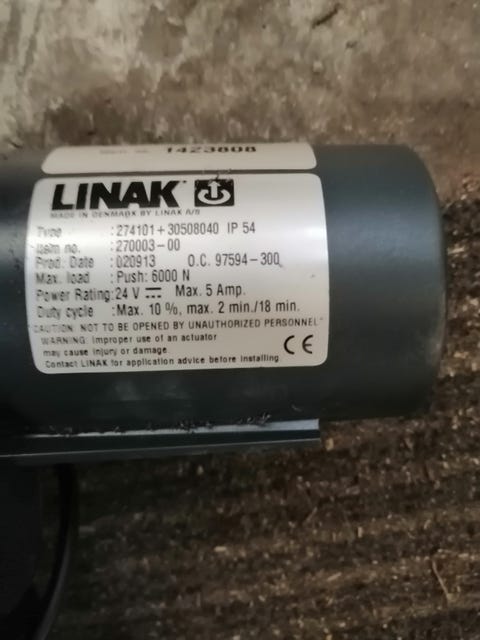 1423808
LINAK
MADE IN DENMARK BY LINAK A/S
Type :274101+30508040 IP 54
Item no. :270003-00
Prod. Date :020913 O.C. 97594-300
Max. load :Push: 6000 N
Power Rating:24 V Max. 5 Amp.
Duty cycle :Max. 10 %, max. 2 min./18 min.
"CAUTION. NOT TO BE OPENED BY UNAUTHORIZED PERSONNEL"
WARNING: Improper use of an actuator
may cause injury or damage.
Contact LINAK for application advice before installing.
CE